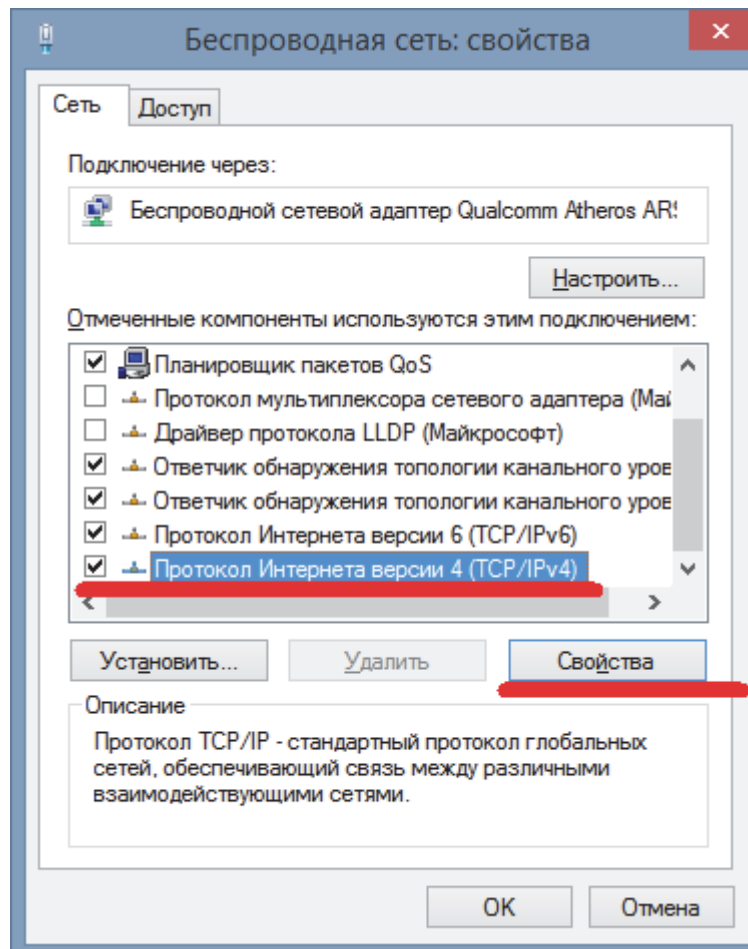 Беспроводная сеть: свойства
Сеть
Доступ
Подключение через:
Беспроводной сетевой адаптер Qualcomm Atheros AR
Настроить...
Отмеченные компоненты используются этим подключением:
Планировщик пакетов QoS
Протокол мультиплексора сетевого адаптера (Май
Драйвер протокола LLDP (Майкрософт)
Ответчик обнаружения топологии канального уров
Ответчик обнаружения топологии канального уров
Протокол Интернета версии 6 (TCP/IPv6)
Протокол Интернета версии 4 (TCP/IPv4)
Установить...
Удалить
Свойства
Описание
Протокол TCP/IP - стандартный протокол глобальных
сетей, обеспечивающий связь между различными
взаимодействующими сетями.
OK
Отмена